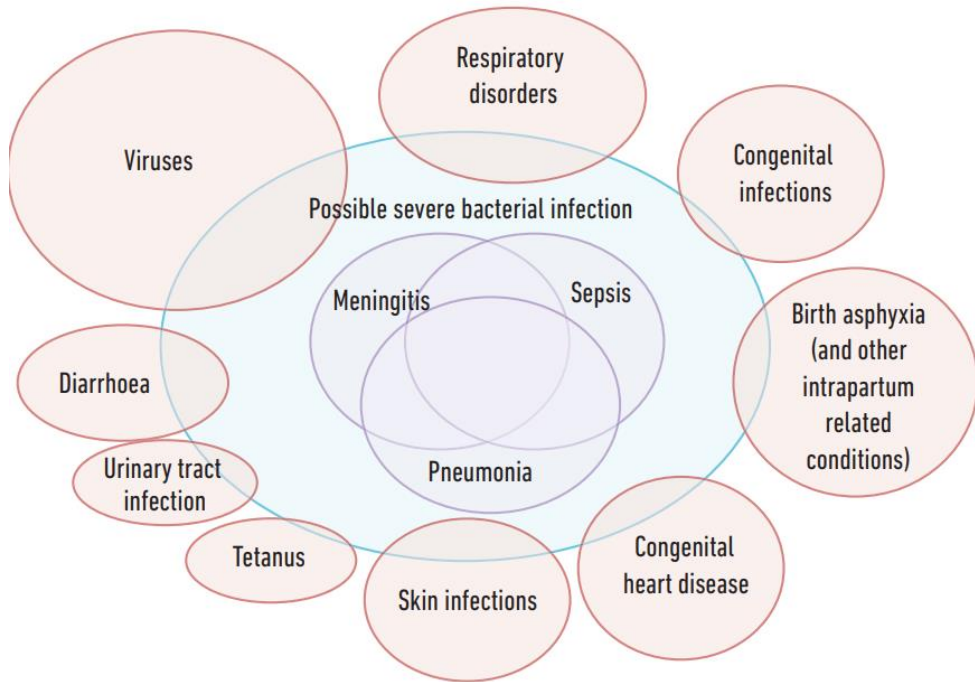 Respiratory
disorders
Viruses
Congenital
infections
Possible severe bacterial infection
Meningitis
Sepsis
Birth asphyxia
(and other
intrapartum
related
conditions)
Diarrhoea
Pneumonia
Urinary tract
infection
Tetanus
Congenital
heart disease
Skin infections